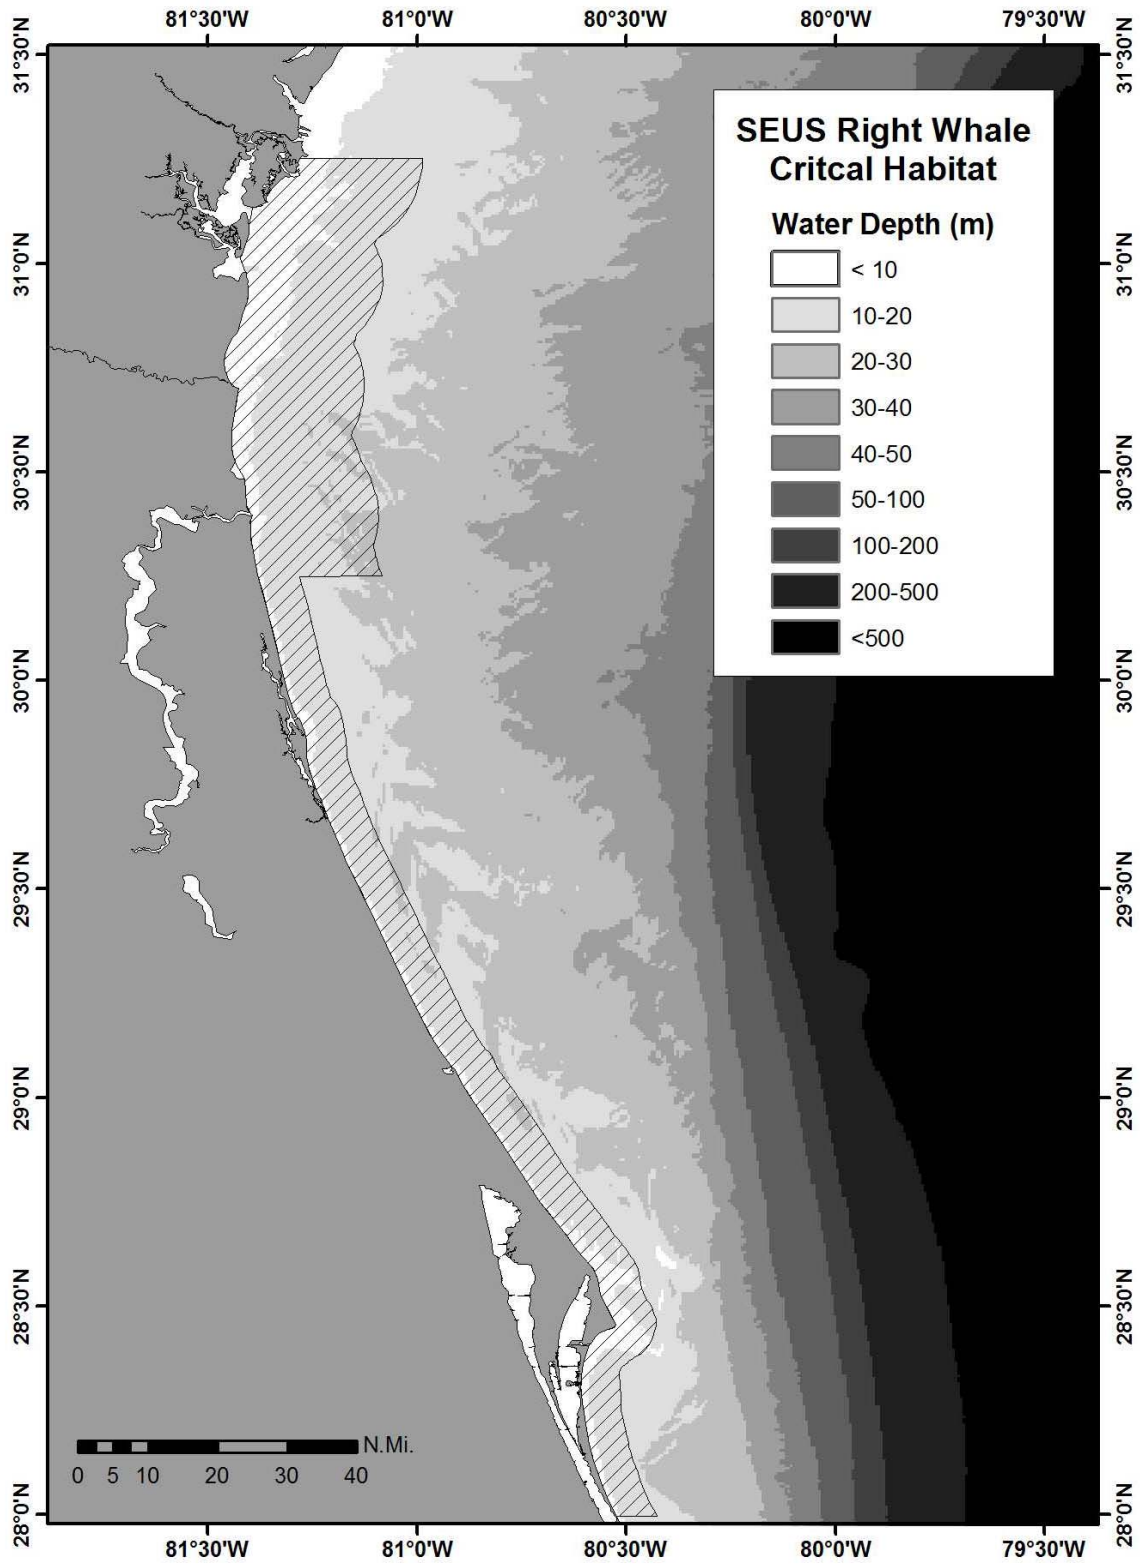 81°30'W 81°0'W 80°30'W 80°0'W 79°30'W
31°30'N 31°30'N
SEUS Right Whale
Critcal Habitat
Water Depth (m)
< 10
10-20
20-30
30-40
40-50
50-100
100-200
200-500
<500
31°0'N 31°0'N
30°30'N 30°30'N
30°0'N 30°0'N
29°30'N 29°30'N
29°0'N 29°0'N
28°30'N 28°30'N
N.Mi.
0 5 10 20 30 40
28°0'N 28°0'N
81°30'W 81°0'W 80°30'W 80°0'W 79°30'W